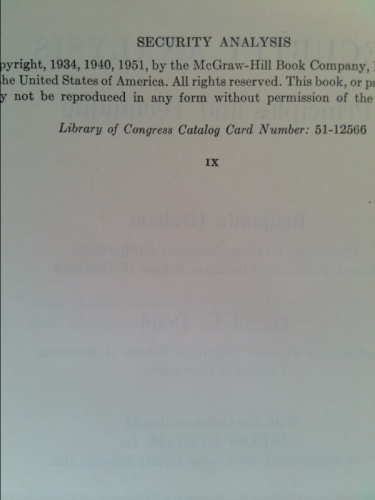 SECURITY ANALYSIS
pyright, 1934, 1940, 1951, by the McGraw-Hill Book Company,
the United States of America. All rights reserved. This book, or p
y not be reproduced in any form without permission of the
Library of Congress Catalog Card Number: 51-12566
IX